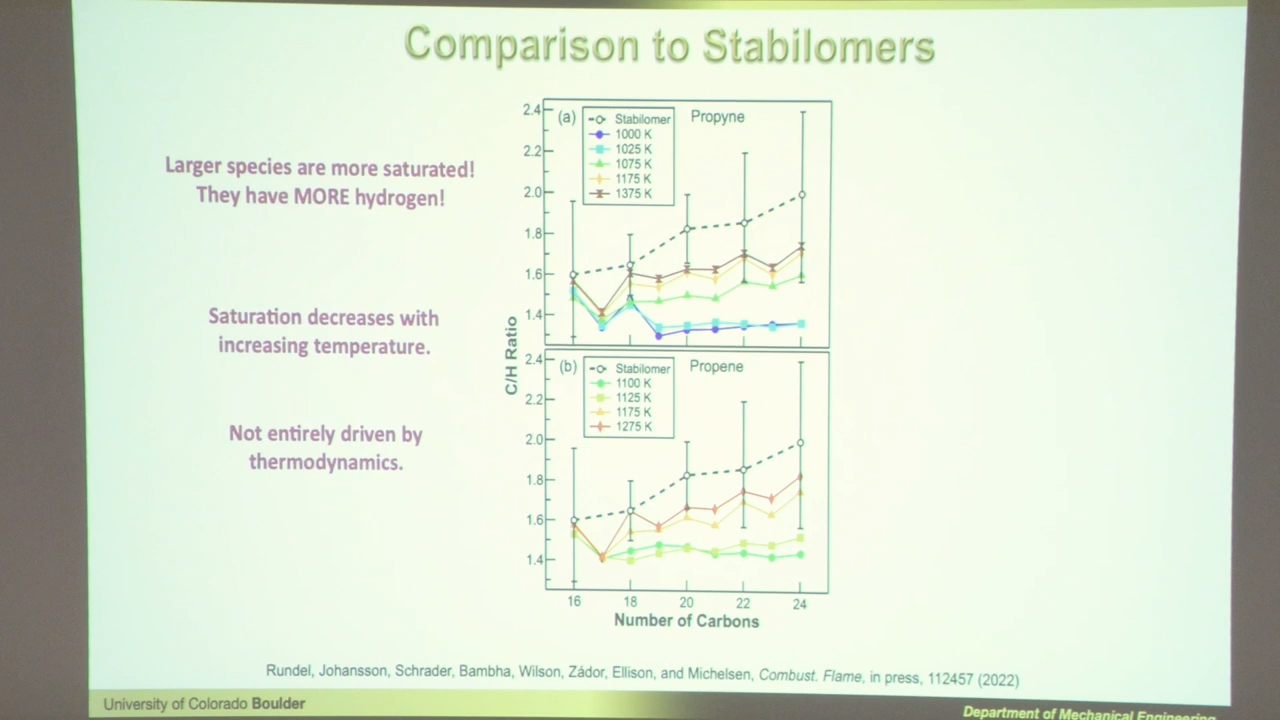 Comparison to Stabilomers
Larger species are more saturated!
They have MORE hydrogen!
Saturation decreases with
increasing temperature.
Not entirely driven by
thermodynamics.
C/H Ratio
2.4
2.2
2.0
1.8
1.6
1.4
(a)
Propyne
Stabilomer
1000 K
1025 K
1075 K
1175 K
1375 K
2.4
2.2
2.0
1.8
1.6
1.4
(b)
Propene
Stabilomer
1100 K
1125 K
1175 K
1275 K
16 18 20 22 24
Number of Carbons
Rundel, Johansson, Schrader, Bambha, Wilson, Zádor, Ellison, and Michelsen, Combust. Flame, in press, 112457 (2022)
University of Colorado Boulder
Department of Mechanical Engineering